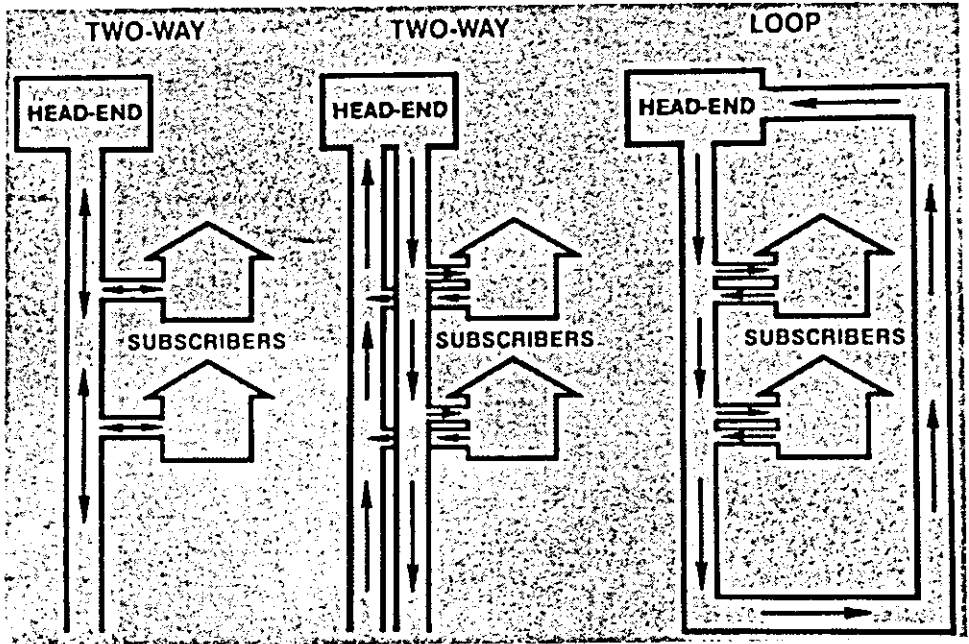 TWO-WAY
TWO-WAY
LOOP
HEAD-END
HEAD-END
HEAD-END
SUBSCRIBERS
SUBSCRIBERS
SUBSCRIBERS